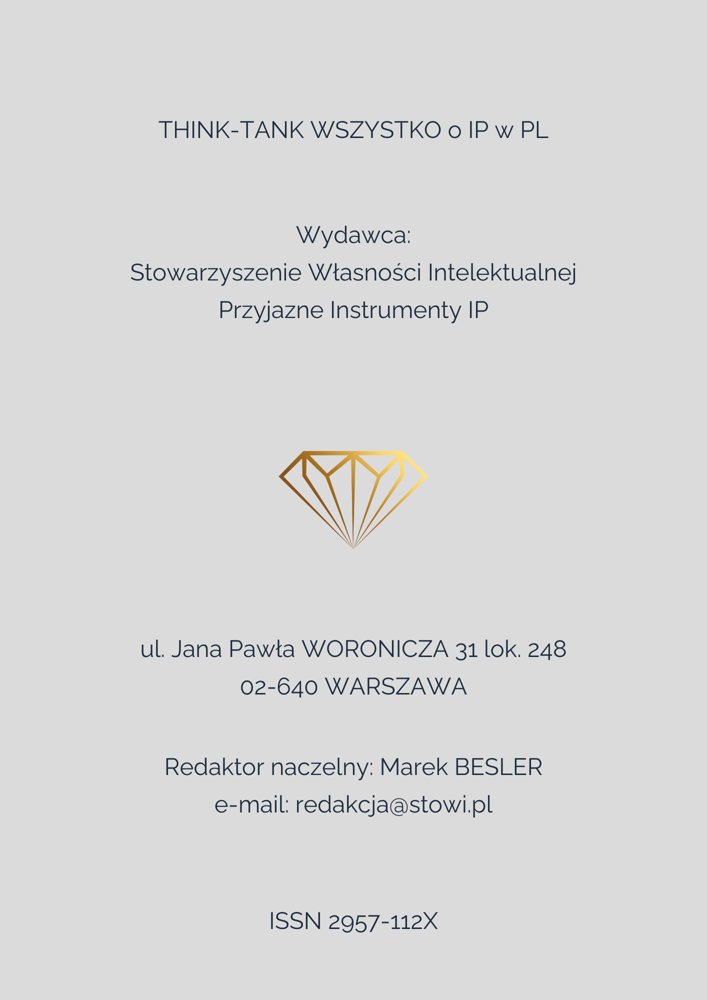 THINK-TANK WSZYSTKO o IP w PL
Wydawca:
Stowarzyszenie Własności Intelektualnej
Przyjazne Instrumenty IP
ul. Jana Pawła WORONICZA 31 lok. 248
02-640 WARSZAWA
Redaktor naczelny: Marek BESLER
e-mail: redakcja@stowi.pl
ISSN 2957-112X